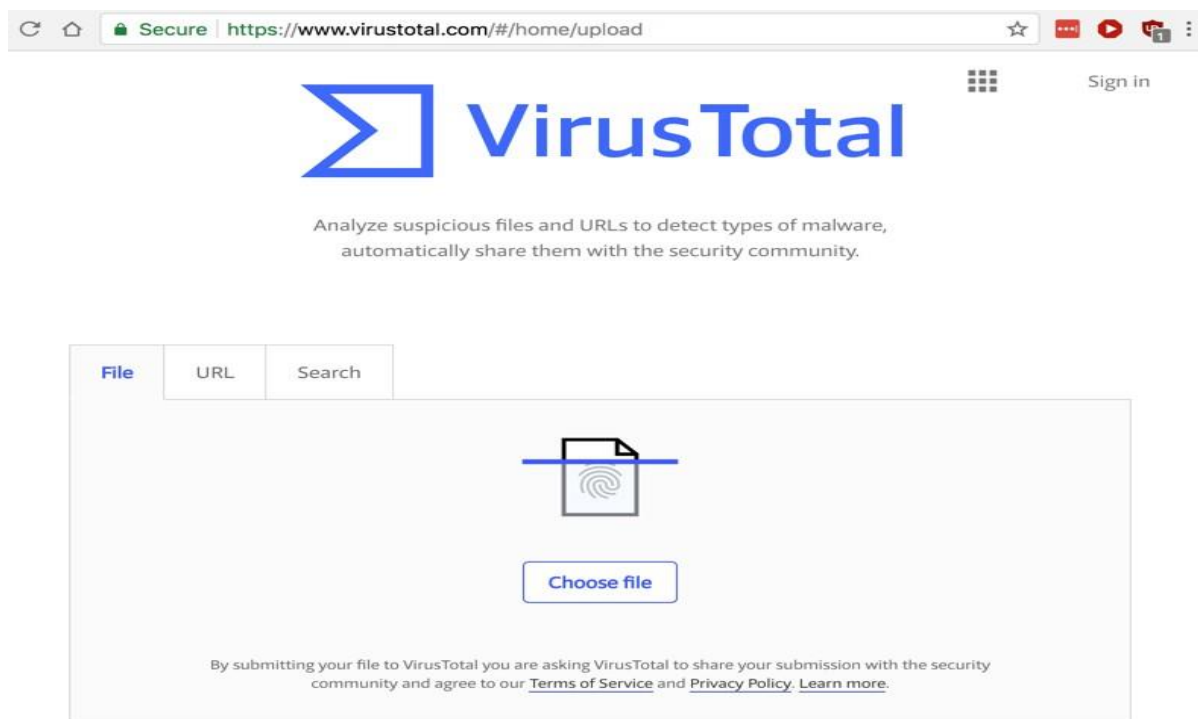 Secure https://www.virustotal.com/#/home/upload
1
Sign in
VirusTotal
Analyze suspicious files and URLs to detect types of malware,
automatically share them with the security community.
File URL Search
Choose file
By submitting your file to VirusTotal you are asking VirusTotal to share your submission with the security
community and agree to our Terms of Service and Privacy Policy. Learn more.